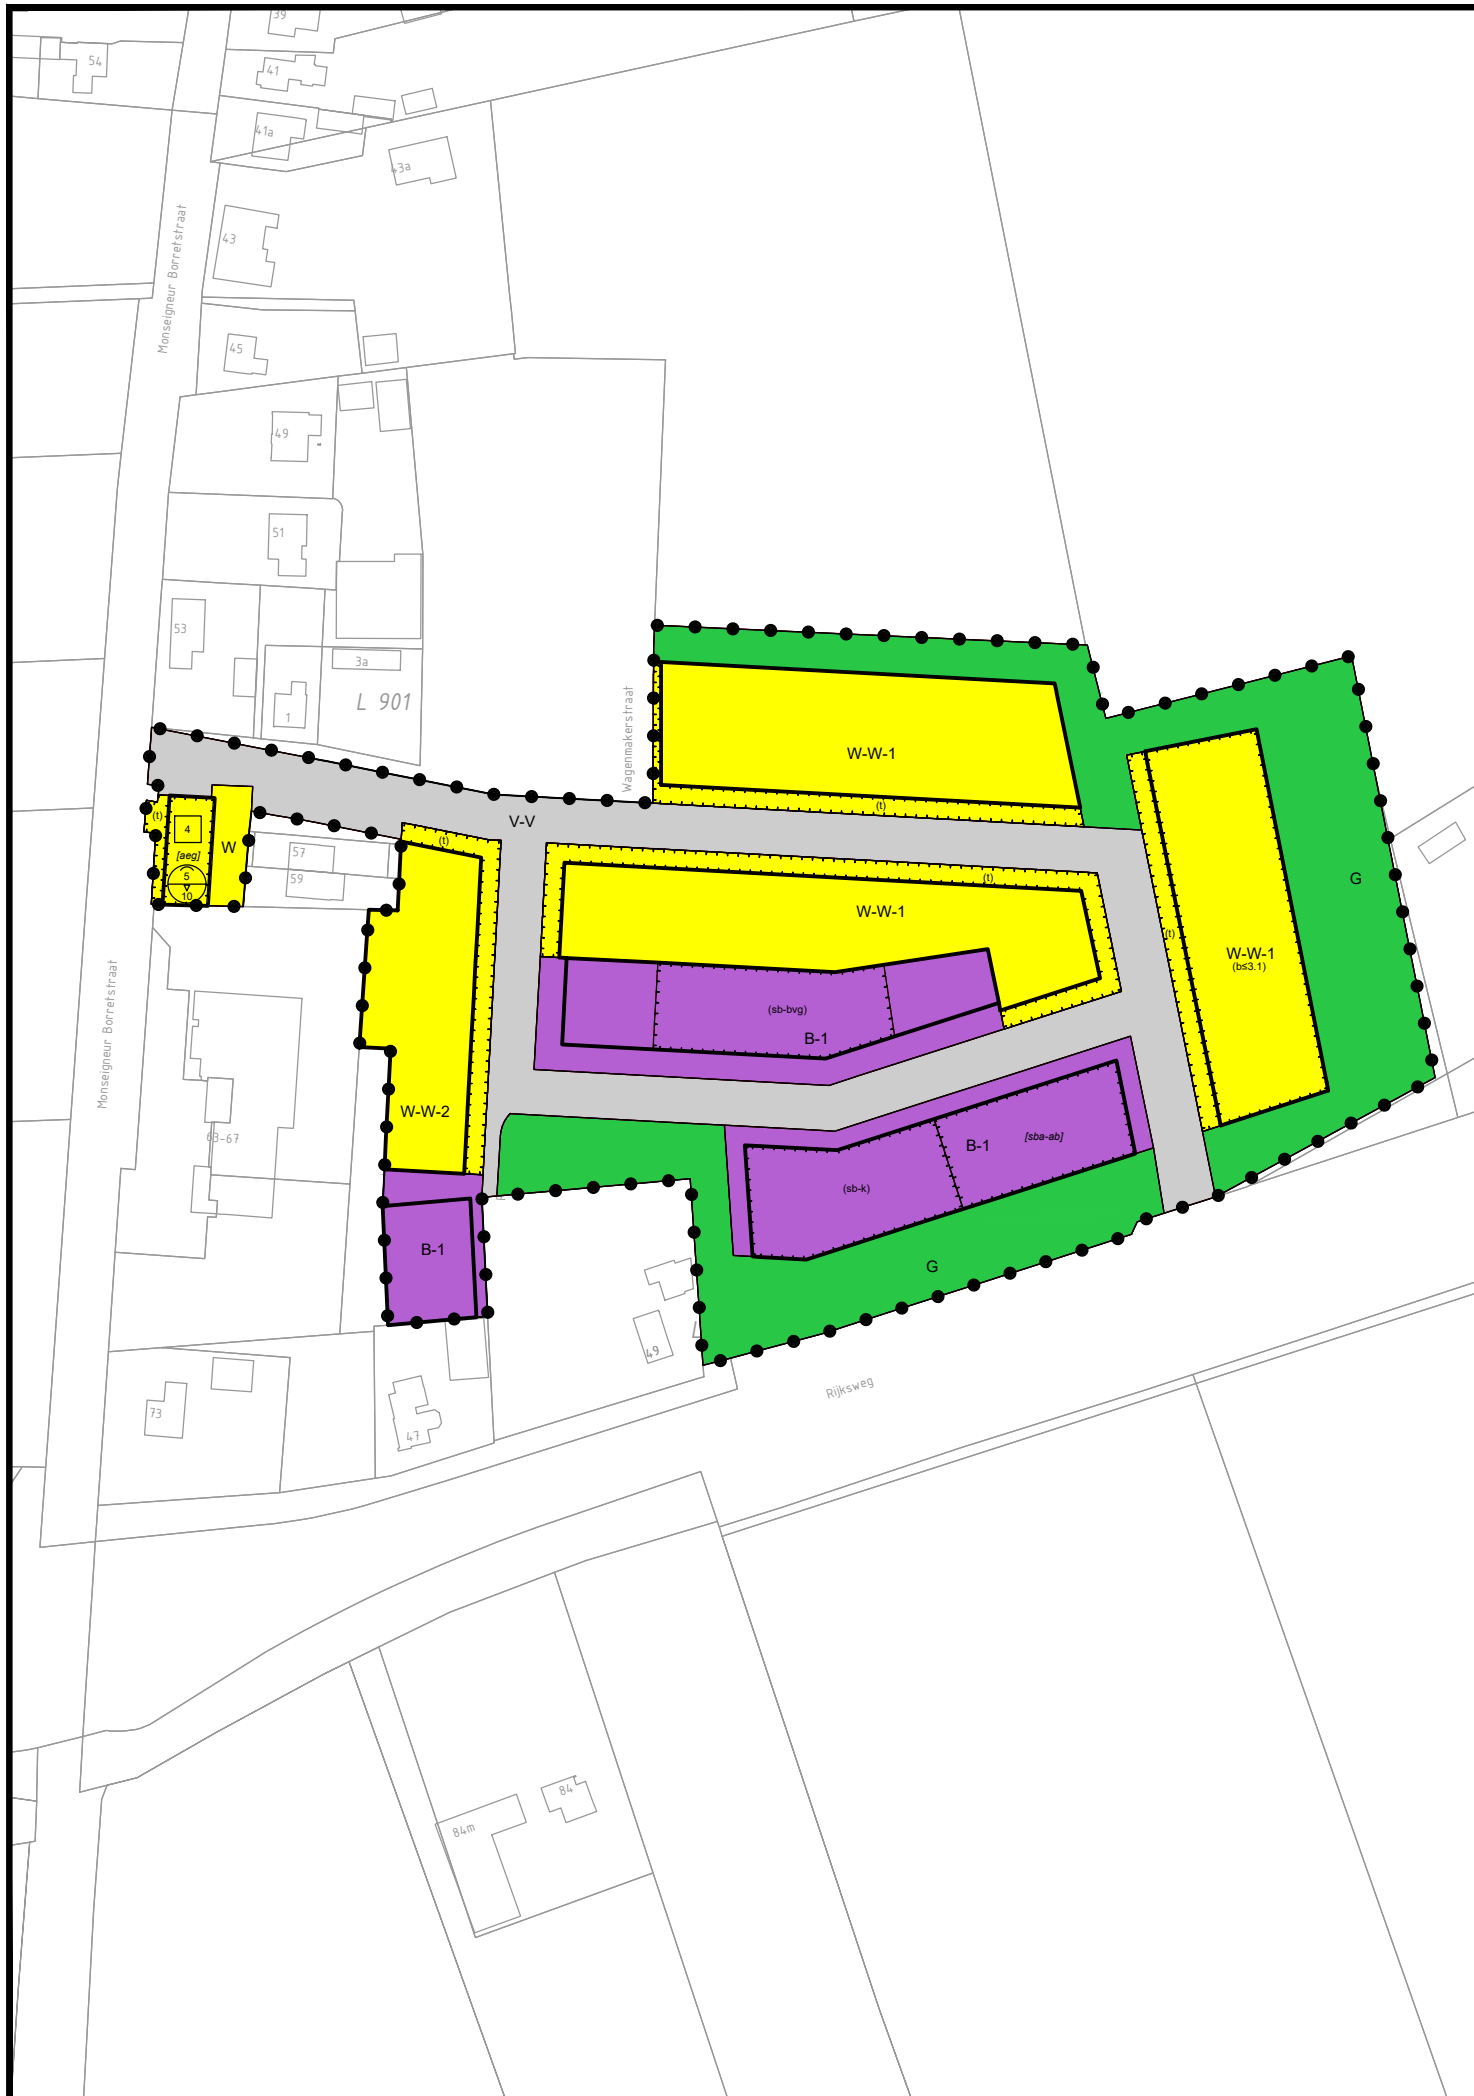 39
54
41
41a
43a
43
Monseigneur Borretstraat
45
49
51
53
3a
L 901
1
Wagenmakerstraat
W-W-1
(t)
V-V
(t)
4
[aeg]
5
10
W
57
59
(t)
(t)
G
W-W-1
(t)
W-W-1
(b≤3.1)
(sb-bvg)
B-1
Monseigneur Borretstraat
W-W-2
63-67
B-1
[sba-ab]
(sb-k)
B-1
G
L
49
Rijksweg
73
47
84
84m